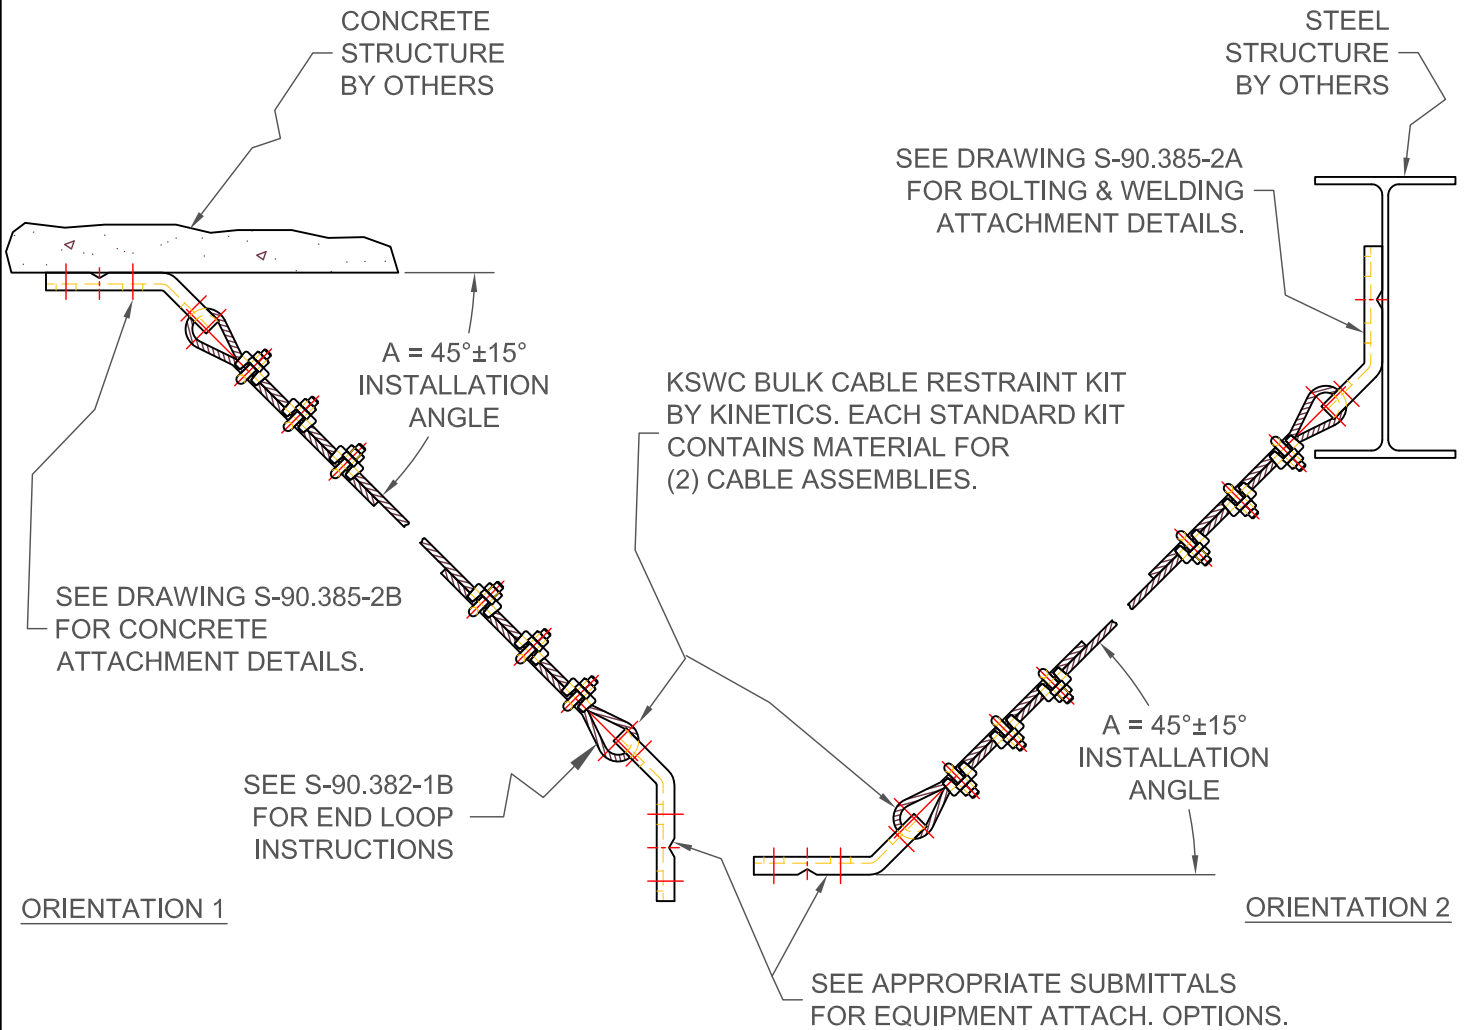 CONCRETE
STRUCTURE
BY OTHERS
STEEL
STRUCTURE
BY OTHERS
SEE DRAWING S-90.385-2A
FOR BOLTING & WELDING
ATTACHMENT DETAILS.
A = 45°±15°
INSTALLATION
ANGLE
KSWC BULK CABLE RESTRAINT KIT
BY KINETICS. EACH STANDARD KIT
CONTAINS MATERIAL FOR
(2) CABLE ASSEMBLIES.
SEE DRAWING S-90.385-2B
FOR CONCRETE
ATTACHMENT DETAILS.
A = 45°±15°
INSTALLATION
ANGLE
SEE S-90.382-1B
FOR END LOOP
INSTRUCTIONS
ORIENTATION 1
ORIENTATION 2
SEE APPROPRIATE SUBMITTALS
FOR EQUIPMENT ATTACH. OPTIONS.